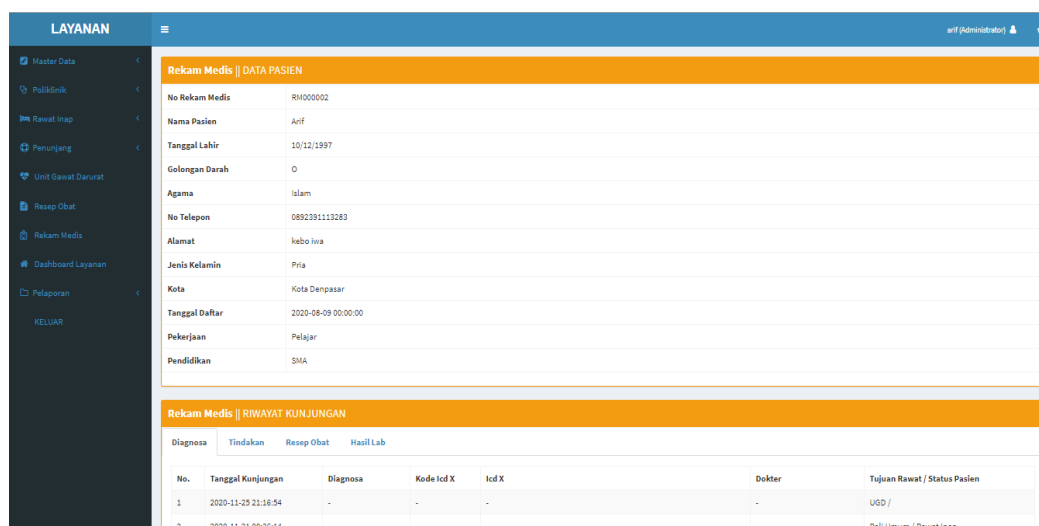 LAYANAN
arif (Administrator)
Master Data
Poliklinik
Rawat Inap
Penunjang
Unit Gawat Darurat
Resep Obat
Rekam Medis
Dashboard Layanan
Pelaporan
KELUAR
Rekam Medis || DATA PASIEN
No Rekam Medis RM000002
Nama Pasien Arif
Tanggal Lahir 10/12/1997
Golongan Darah O
Agama Islam
No Telepon 0892391113283
Alamat kebo iwa
Jenis Kelamin Pria
Kota Kota Denpasar
Tanggal Daftar 2020-08-09 00:00:00
Pekerjaan Pelajar
Pendidikan SMA
Rekam Medis || RIWAYAT KUNJUNGAN
Diagnosa Tindakan Resep Obat Hasil Lab
No. Tanggal Kunjungan Diagnosa Kode Icd X Icd X Dokter Tujuan Rawat / Status Pasien
1 2020-11-25 21:16:54 - - - - UGD /